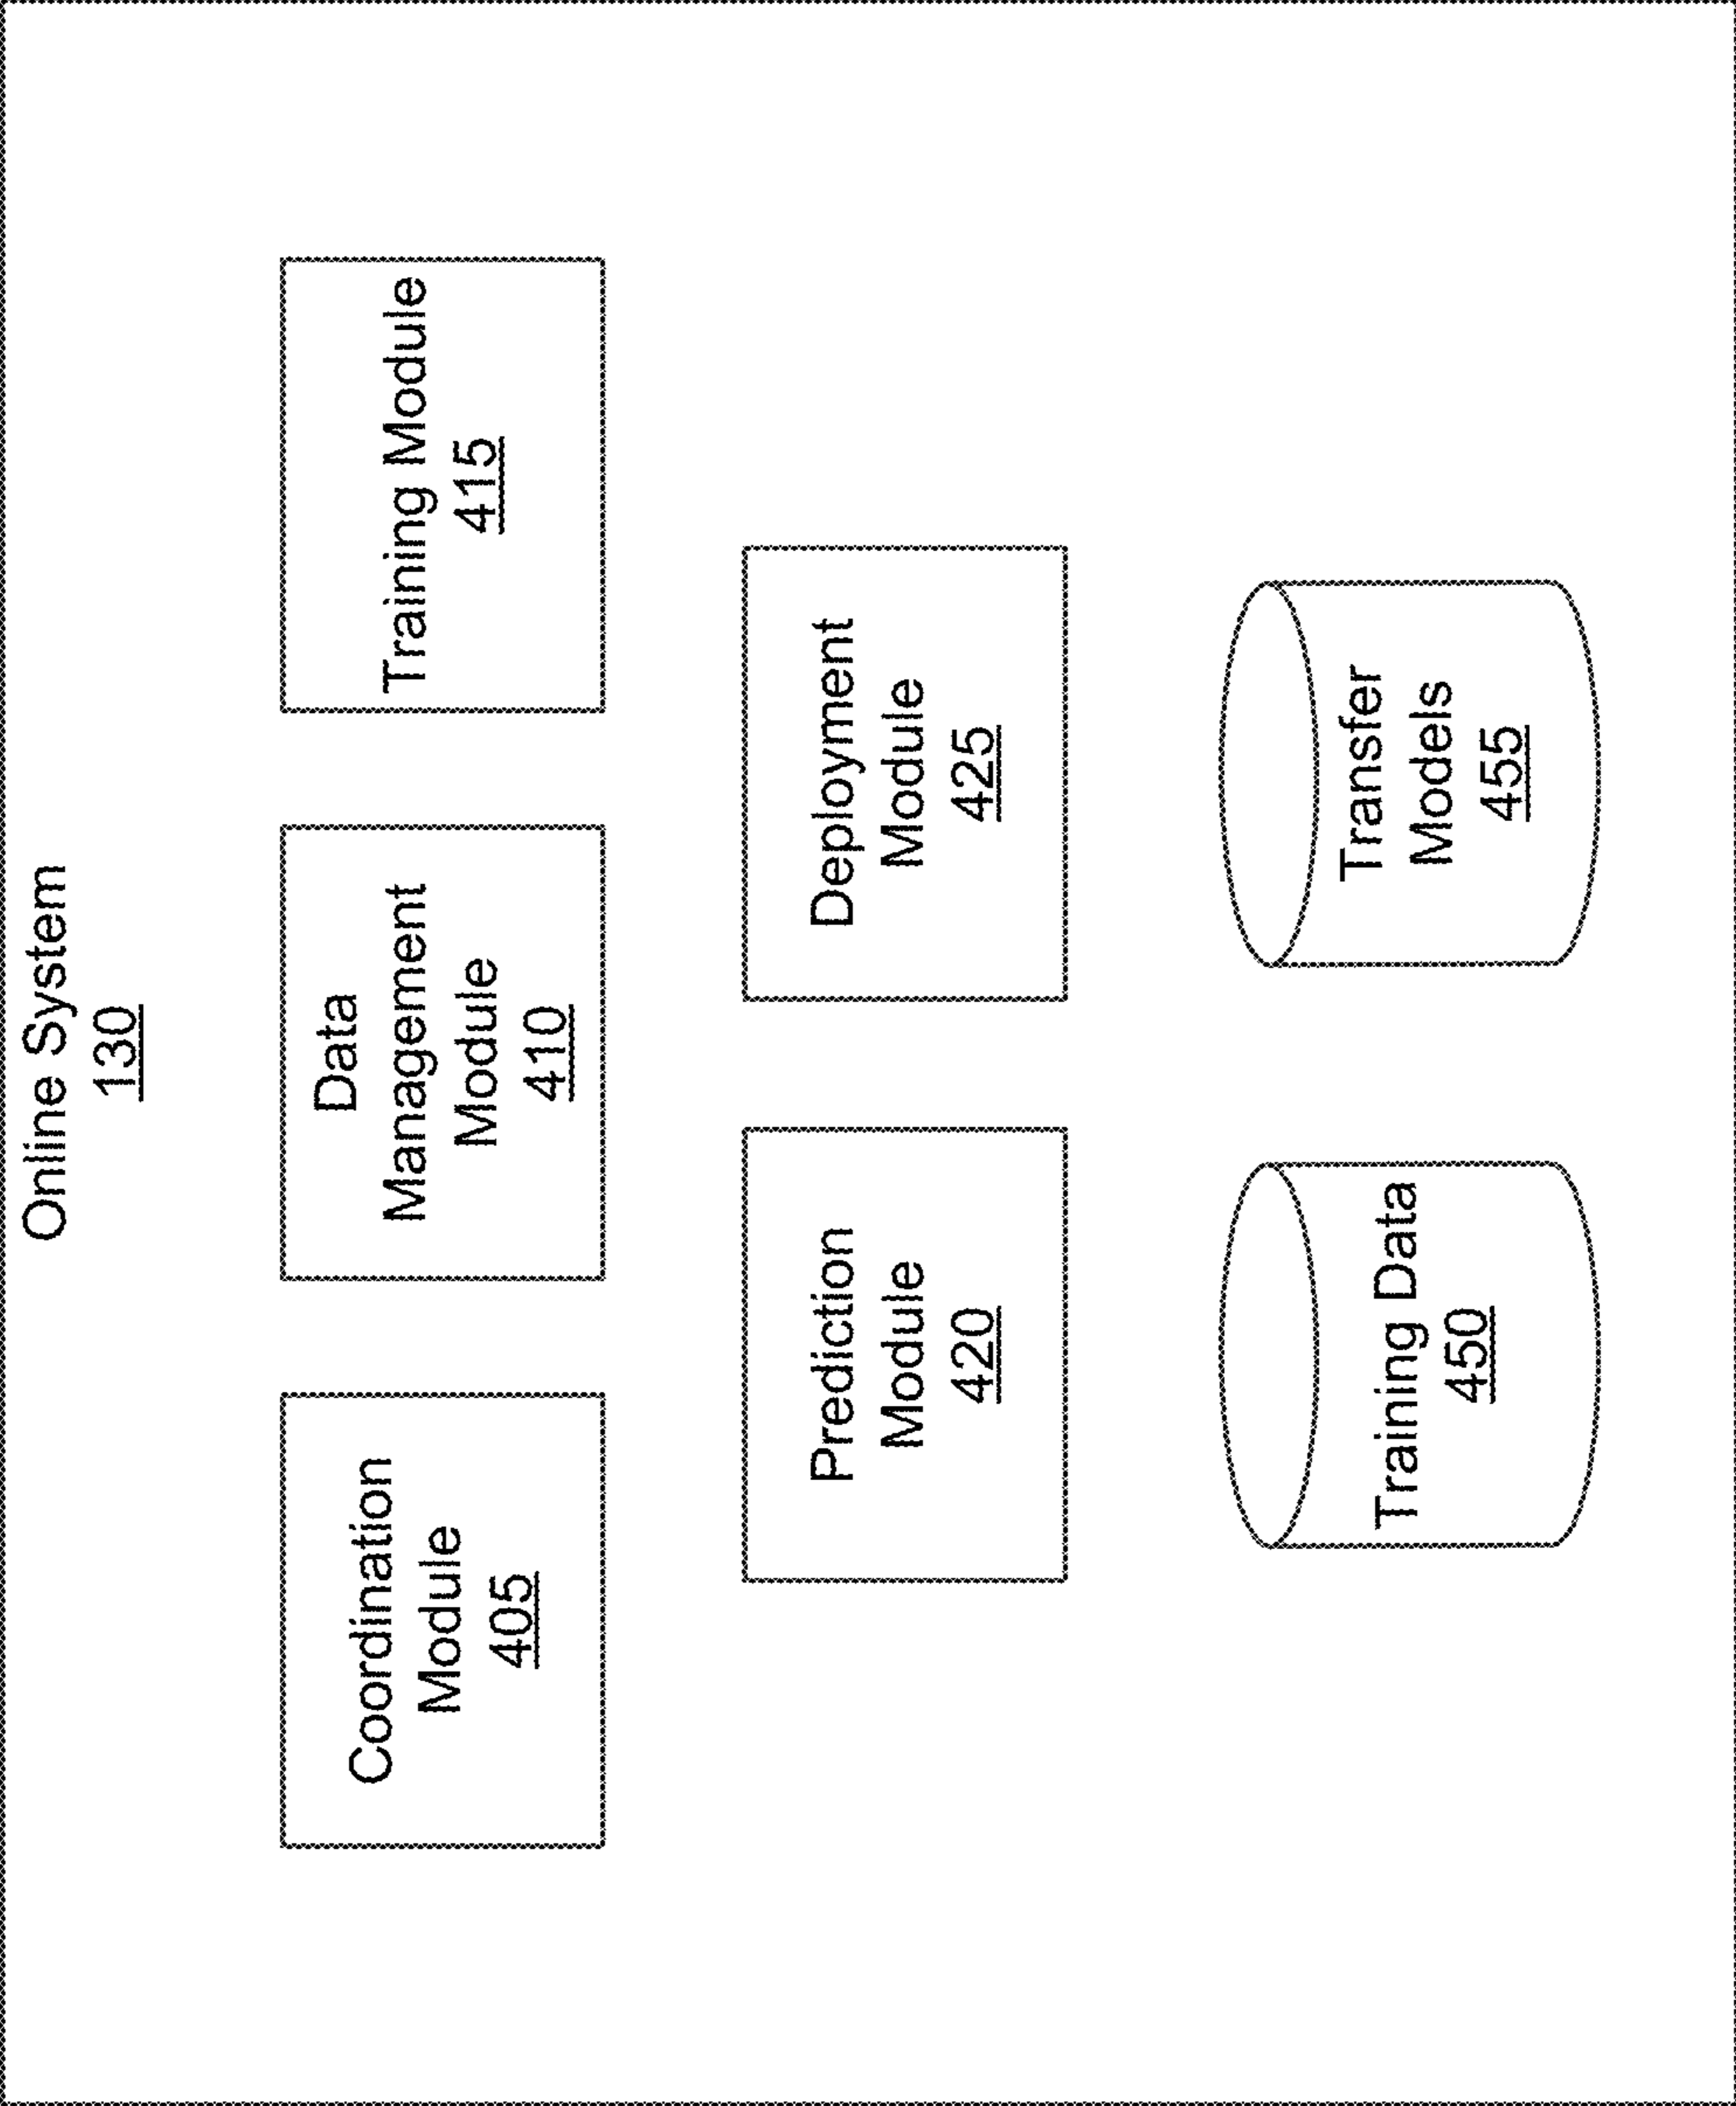 Online System
130
Coordination
Module
405
Data
Management
Module
410
Training Module
415
Prediction
Module
420
Deployment
Module
425
Training Data
450
Transfer
Models
455